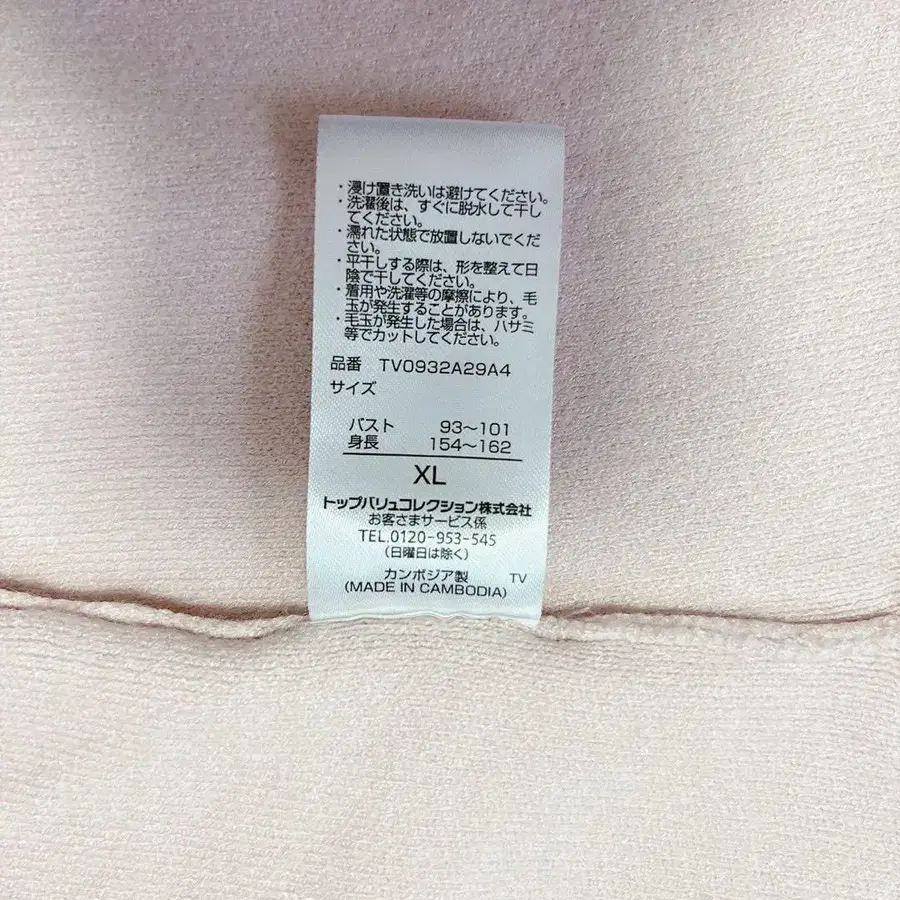 ・浸け置き洗いは避けてください。
・洗濯後は、すぐに脱水して干し
てください。
・濡れた状態で放置しないでくだ
さい。
・平干しする際は、形を整えて日
陰で干してください。
・着用や洗濯等の摩擦により、毛
玉が発生することがあります。
・毛玉が発生した場合は、ハサミ
等でカットしてください。
品番 TV0932A29A4
サイズ
バスト 93〜101
身長 154〜162
XL
トップバリュコレクション株式会社
お客さまサービス係
TEL.0120-953-545
(日曜日は除く)
カンボジア製 TV
(MADE IN CAMBODIA)